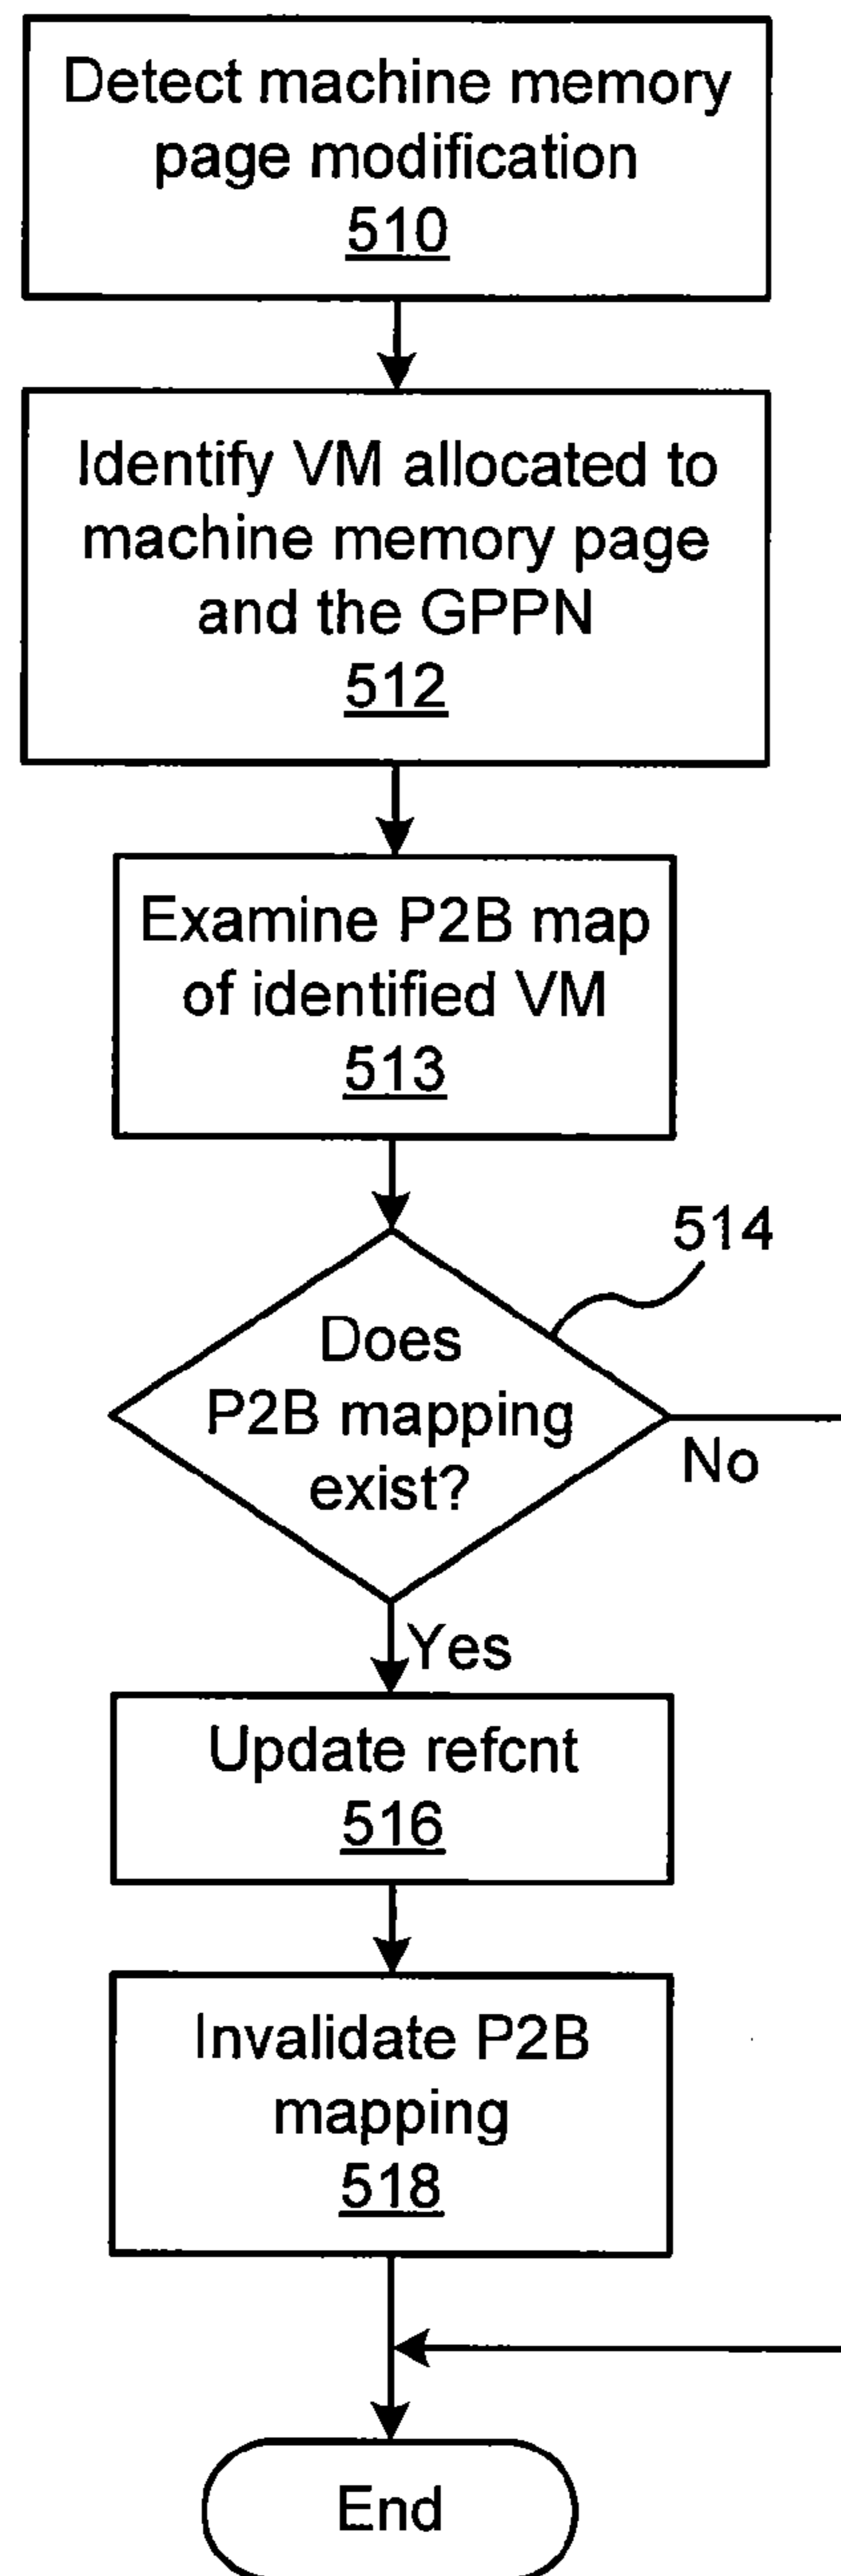 Detect machine memory
page modification
510
Identify VM allocated to
machine memory page
and the GPPN
512
Examine P2B map
of identified VM
513
514
Does
P2B mapping
exist?
No
Yes
Update refcnt
516
Invalidate P2B
mapping
518
End